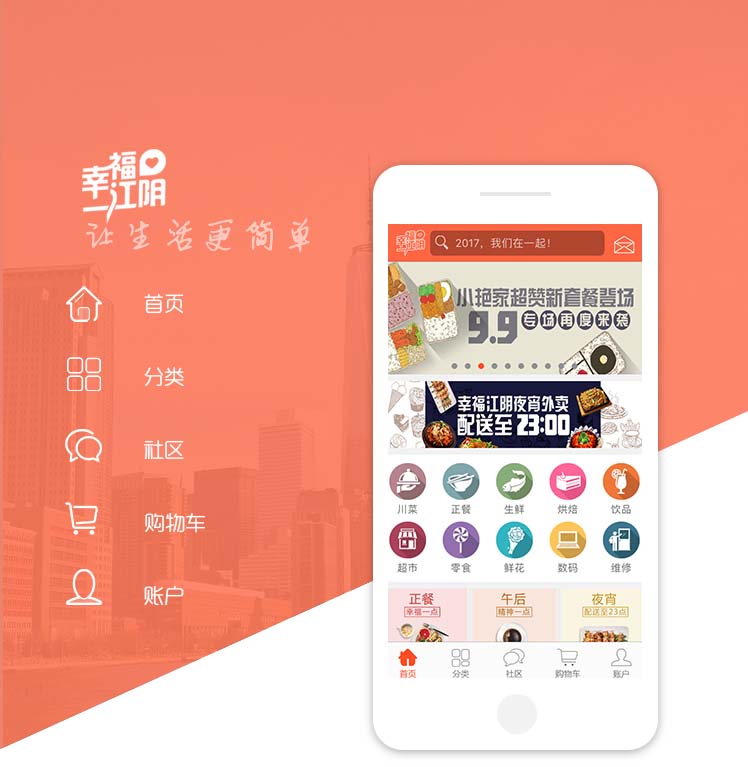 幸福江阴
让生活更简单
首页
分类
社区
购物车
账户
幸福江阴
2017，我们在一起！
小艳家超赞新套餐登场
9.9 专场再度来袭
幸福江阴夜宵外卖
配送至 23:00
川菜 正餐 生鲜 烘焙 饮品
超市 零食 鲜花 数码 维修
正餐 午后 夜宵
幸福一点 精神一点 配送至23点
首页 分类 社区 购物车 账户